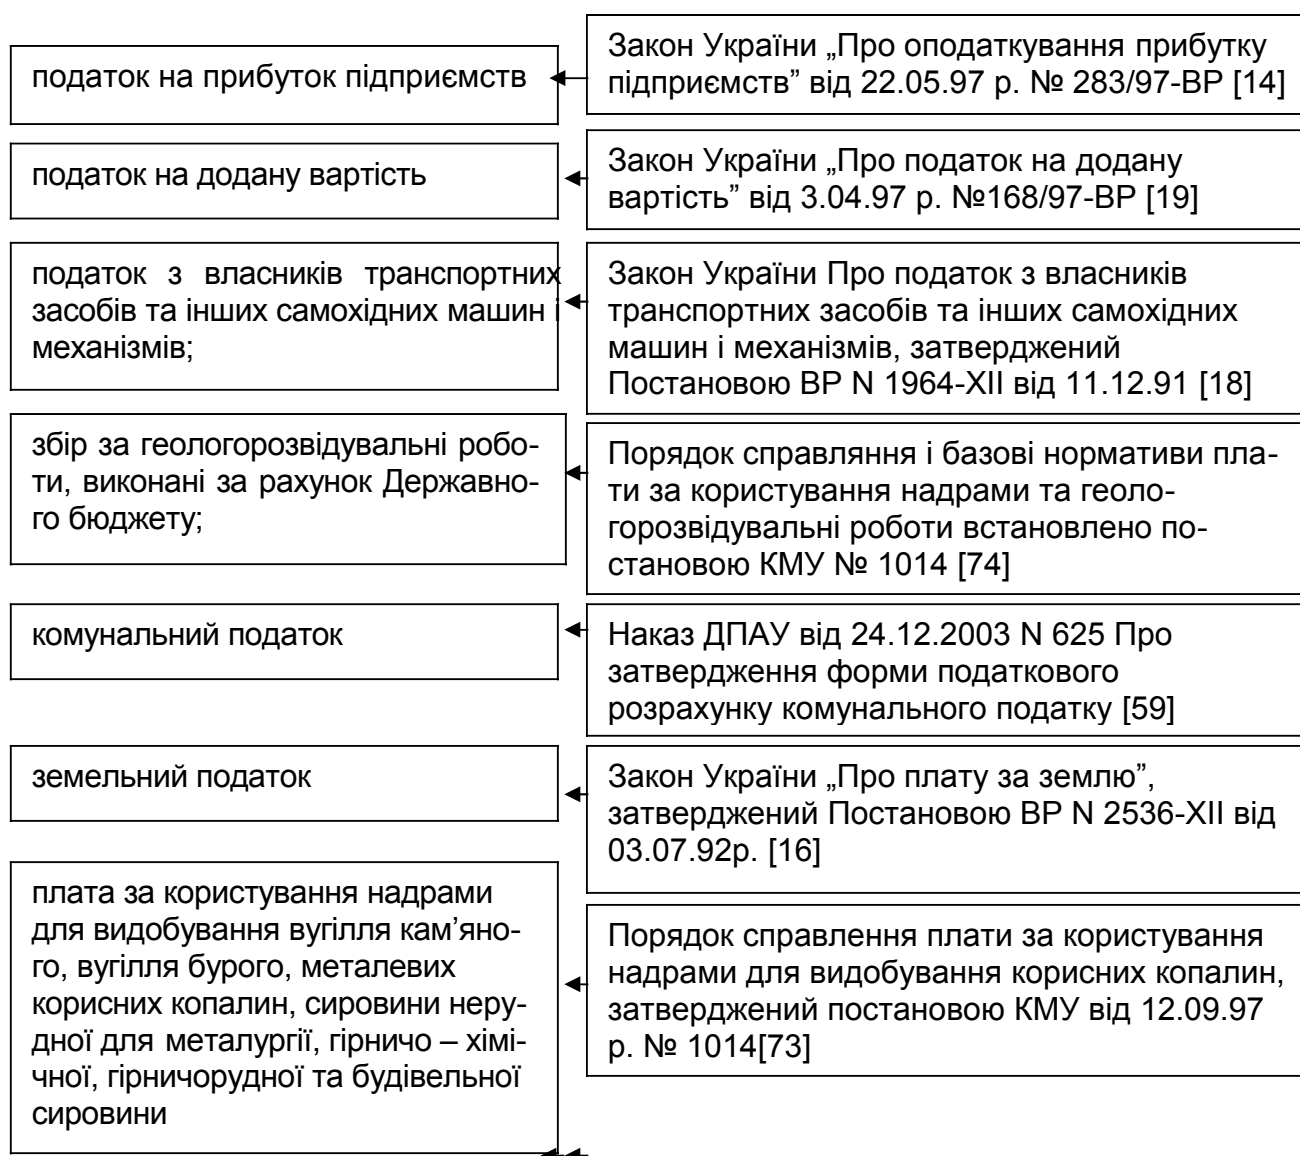 податок на прибуток підприємств
Закон України „Про оподаткування прибутку
підприємств” від 22.05.97 р. № 283/97-ВР [14]
податок на додану вартість
Закон України „Про податок на додану
вартість” від 3.04.97 р. №168/97-ВР [19]
податок з власників транспортних
засобів та інших самохідних машин і
механізмів;
Закон України Про податок з власників
транспортних засобів та інших самохідних
машин і механізмів, затверджений
Постановою ВР N 1964-XII від 11.12.91 [18]
збір за геологорозвідувальні робо-
ти, виконані за рахунок Державно-
го бюджету;
Порядок справляння і базові нормативи пла-
ти за користування надрами та геоло-
горозвідувальні роботи встановлено по-
становою КМУ № 1014 [74]
комунальний податок
Наказ ДПАУ від 24.12.2003 N 625 Про
затвердження форми податкового
розрахунку комунального податку [59]
земельний податок
Закон України „Про плату за землю”,
затверджений Постановою ВР N 2536-XII від
03.07.92р. [16]
плата за користування надрами
для видобування вугілля кам’яно-
го, вугілля бурого, металевих
корисних копалин, сировини неру-
дної для металургії, гірничо – хімі-
чної, гірничорудної та будівельної
сировини
Порядок справлення плати за користування
надрами для видобування корисних копалин,
затверджений постановою КМУ від 12.09.97
р. № 1014[73]